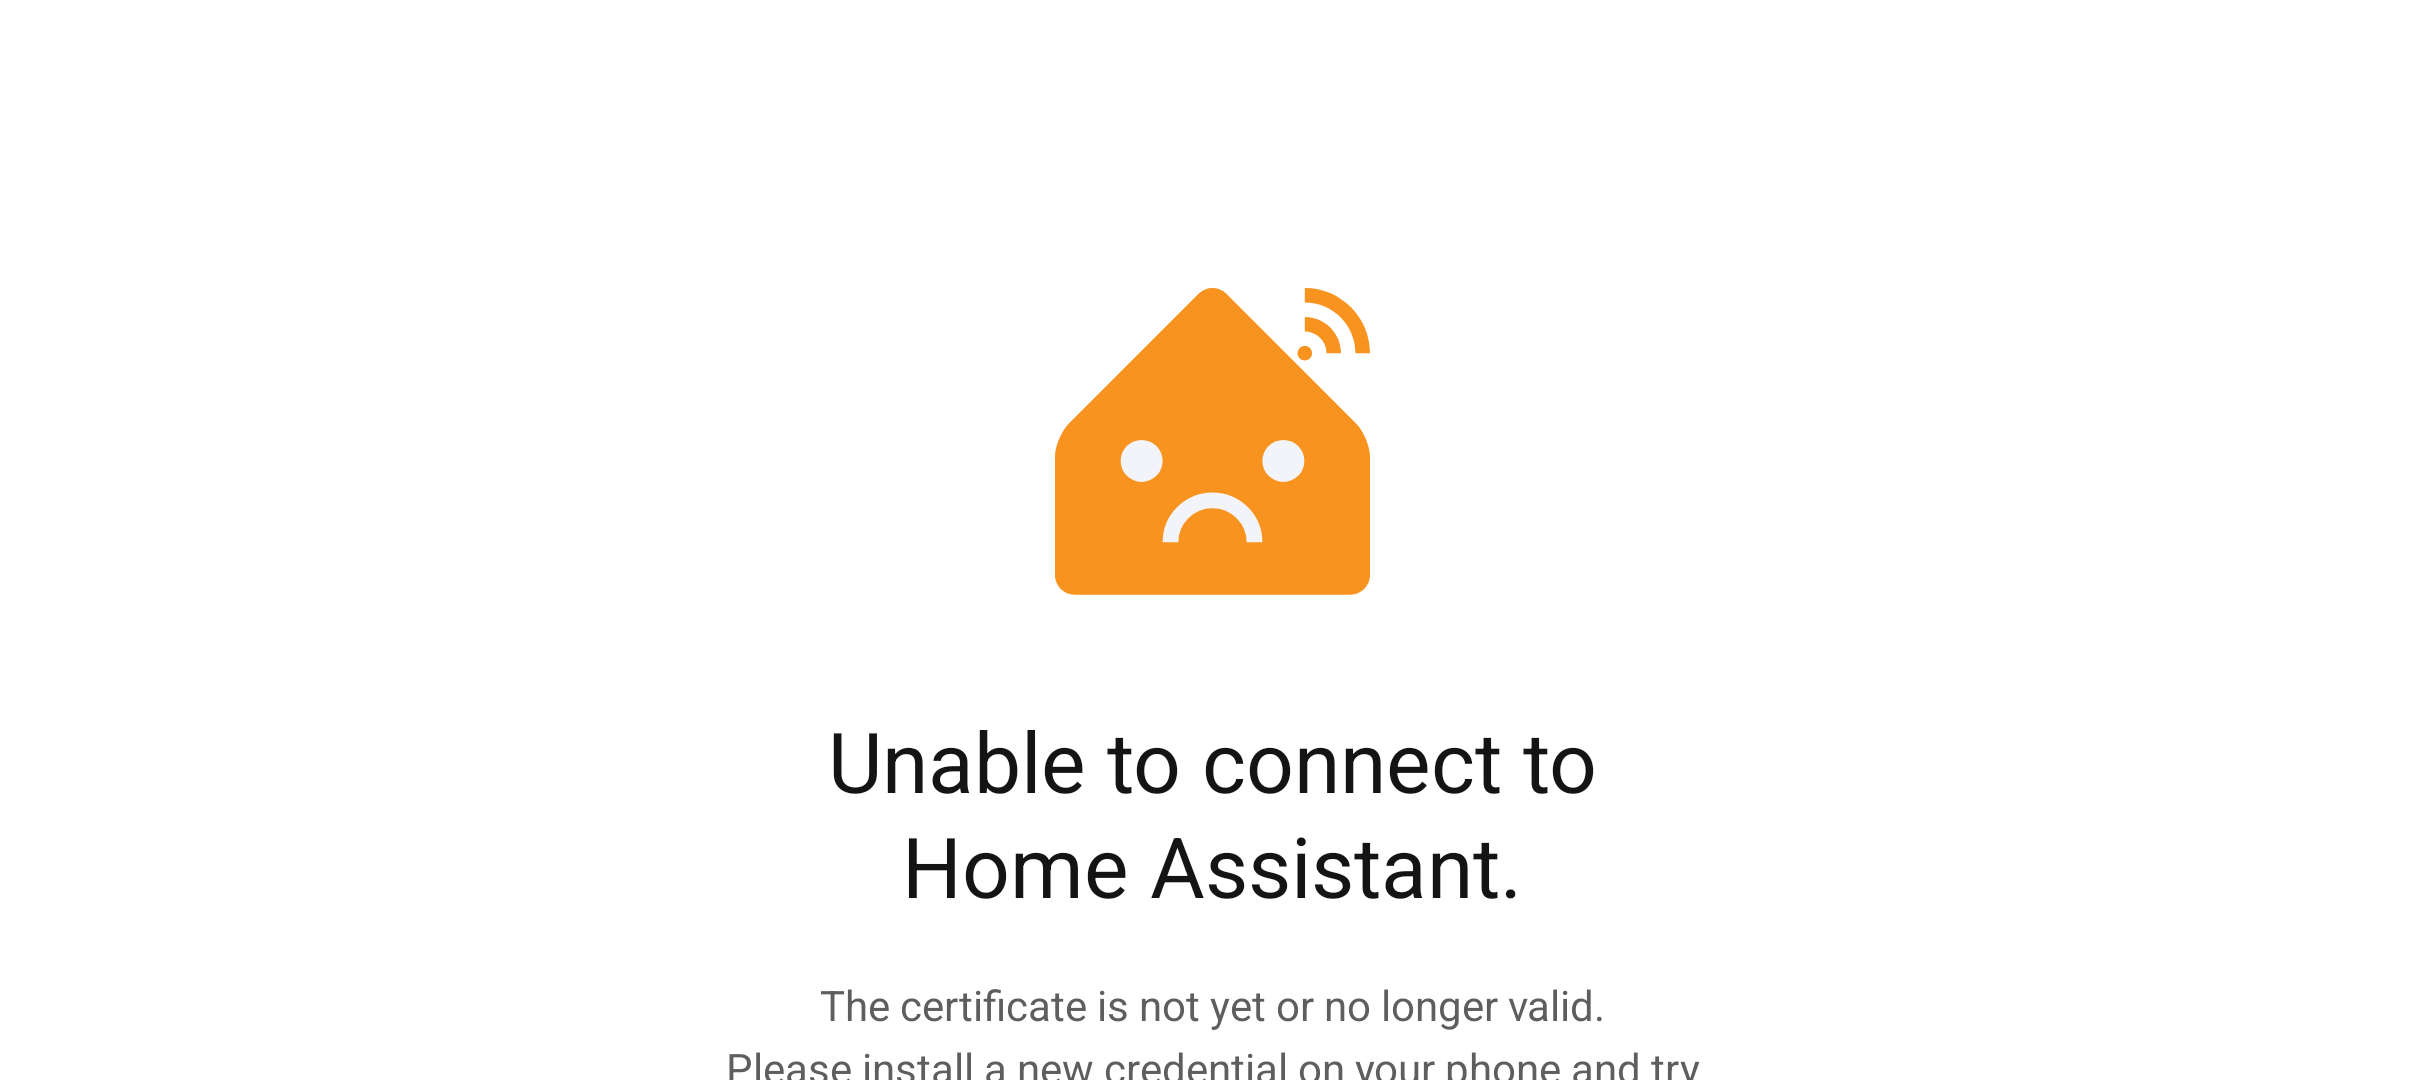 Unable to connect to
Home Assistant.
The certificate is not yet or no longer valid.
Please install a new credential on your phone and try